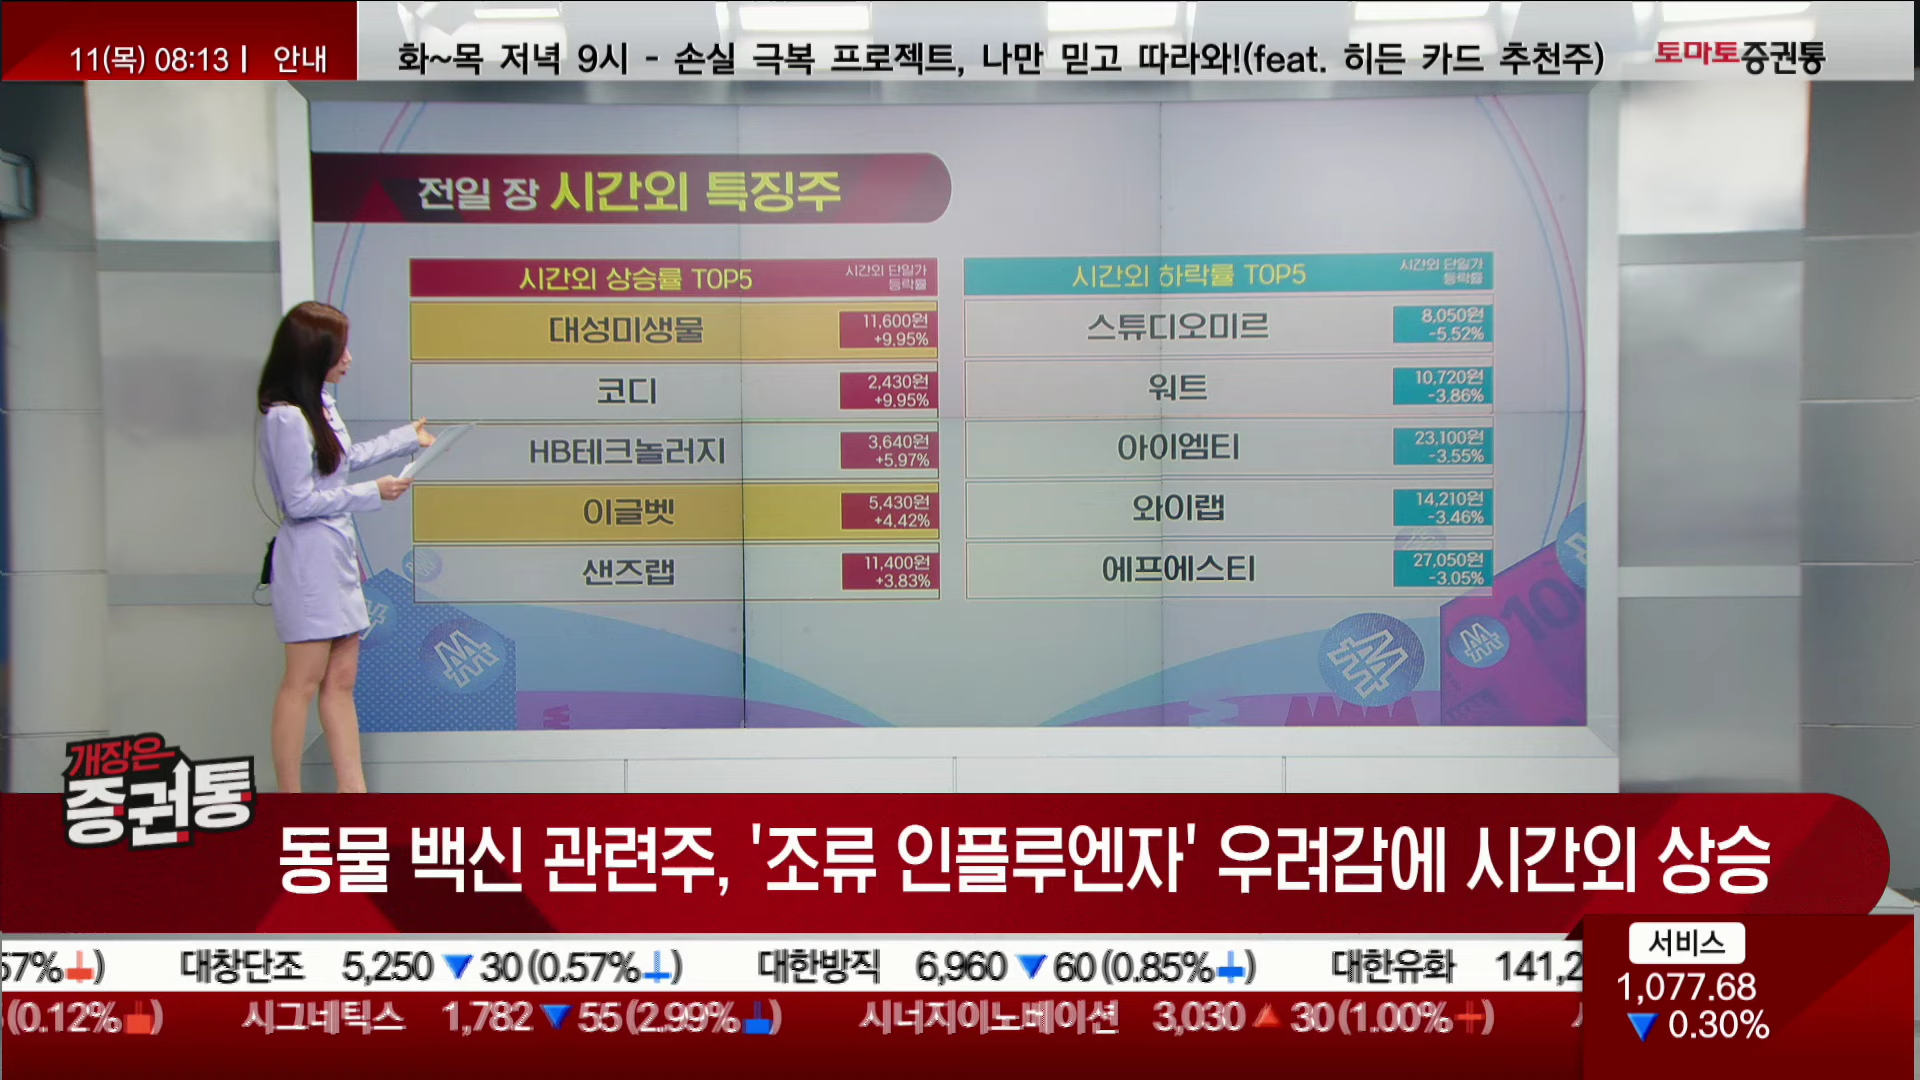 11(목) 08:13 | 안내
화~목 저녁 9시 - 손실 극복 프로젝트, 나만 믿고 따라와!(feat. 히든 카드 추천주)
토마토증권통
전일 장 시간외 특징주
시간외 상승률 TOP5 시간외 단일가 등락률
대성미생물 11,600원 +9.95%
코디 2,430원 +9.95%
HB테크놀러지 3,640원 +5.97%
이글벳 5,430원 +4.42%
샌즈랩 11,400원 +3.83%
시간외 하락률 TOP5 시간외 단일가 등락률
스튜디오미르 8,050원 -5.52%
워트 10,720원 -3.86%
아이엠티 23,100원 -3.55%
와이랩 14,210원 -3.46%
에프에스티 27,050원 -3.05%
개장은
증권통
동물 백신 관련주, '조류 인플루엔자' 우려감에 시간외 상승
57%) 대창단조 5,250 ▼ 30 (0.57%) 대한방직 6,960 ▼ 60 (0.85%) 대한유화 141,2
(0.12%) 시그네틱스 1,782 ▼ 55 (2.99%) 시너지이노베이션 3,030 ▲ 30 (1.00%)
서비스
1,077.68
▼ 0.30%